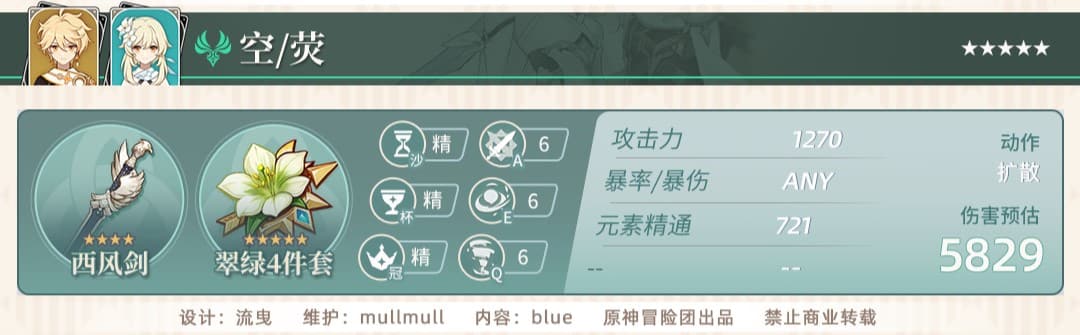 空/荧 ★★★★★
沙 精 A 6
杯 精 E 6
冠 精 Q 6
★★★★
西风剑
★★★★★
翠绿4件套
攻击力 1270
暴率/暴伤 ANY
元素精通 721
-- --
动作
扩散
伤害预估
5829
设计：流曳 维护：mullmull 内容：blue 原神冒险团出品 禁止商业转载